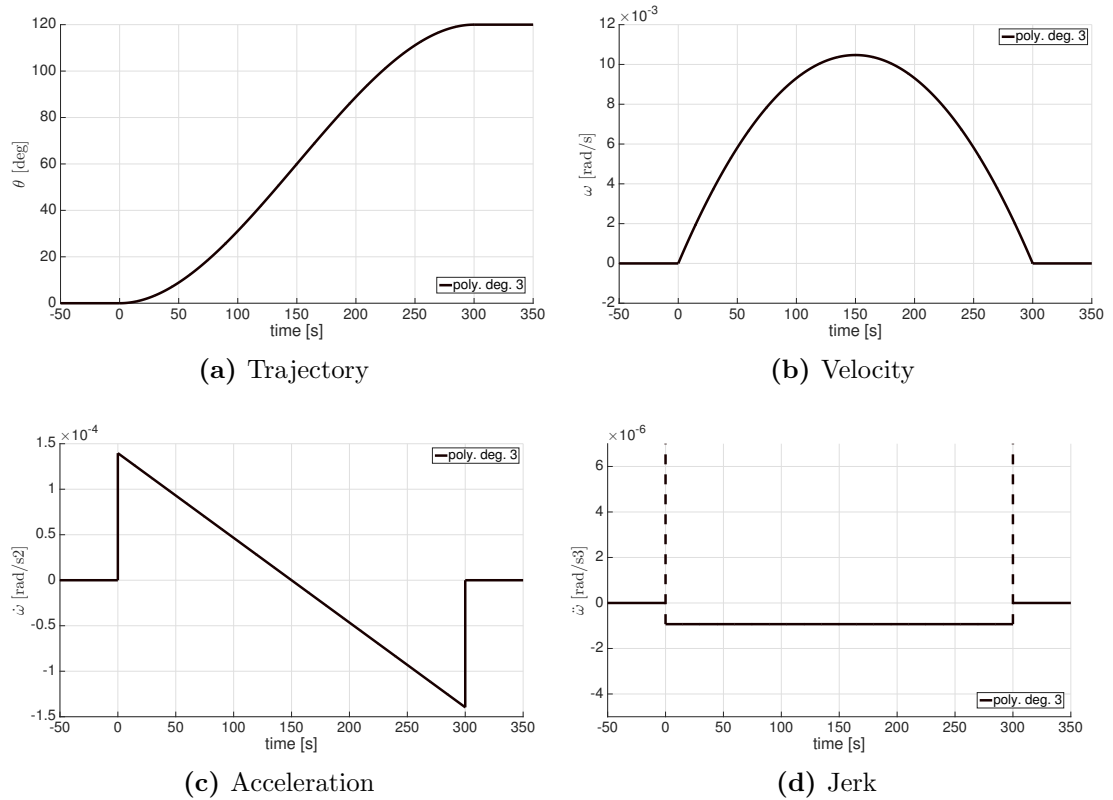 120
100
80
60
40
20
0
θ [deg]
-50 0 50 100 150 200 250 300 350
time [s]
poly. deg. 3
(a) Trajectory
×10-3
12
10
8
6
4
2
0
-2
ω [rad/s]
-50 0 50 100 150 200 250 300 350
time [s]
poly. deg. 3
(b) Velocity
×10-4
1.5
1
0.5
0
-0.5
-1
-1.5
ω̇ [rad/s2]
-50 0 50 100 150 200 250 300 350
time [s]
poly. deg. 3
(c) Acceleration
×10-6
6
4
2
0
-2
-4
ω̈ [rad/s3]
-50 0 50 100 150 200 250 300 350
time [s]
poly. deg. 3
(d) Jerk